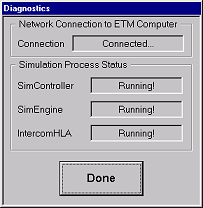 Diagnostics
Network Connection to ETM Computer
Connection Connected...
Simulation Process Status
SimController Running!
SimEngine Running!
IntercomHLA Running!
Done